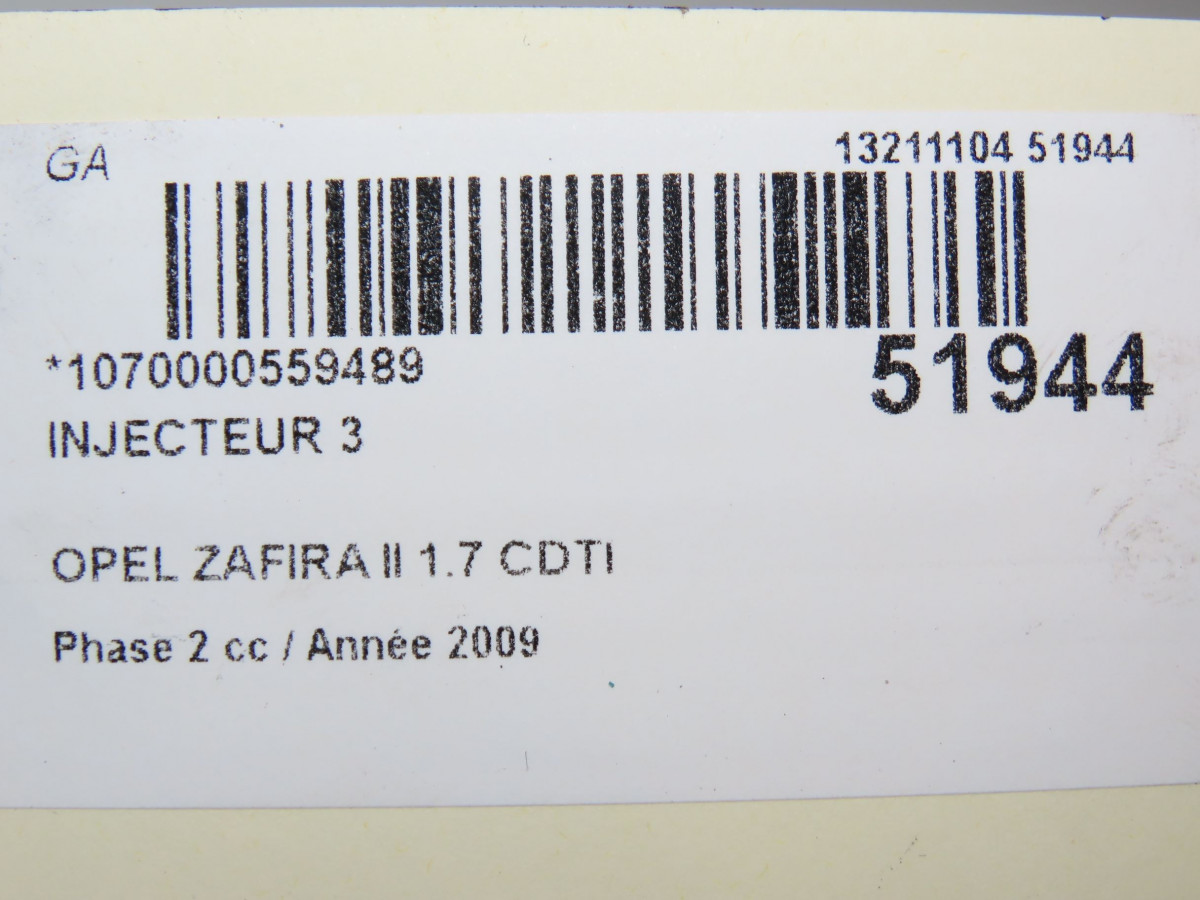 GA
13211104 51944
*1070000559489
51944
INJECTEUR 3
OPEL ZAFIRA II 1.7 CDTI
Phase 2 cc / Année 2009